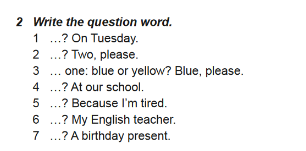 2 Write the question word.
1 ...? On Tuesday.
2 ...? Two, please.
3 ... one: blue or yellow? Blue, please.
4 ...? At our school.
5 ...? Because I'm tired.
6 ...? My English teacher.
7 ...? A birthday present.